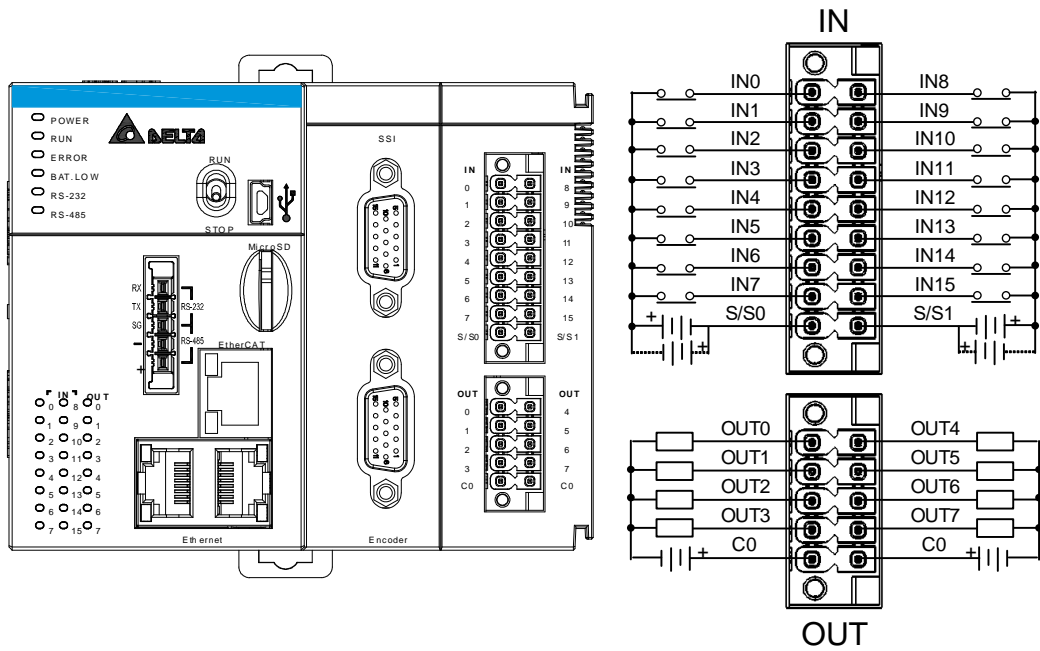 POWER
RUN
ERROR
BAT.LOW
RS-232
RS-485
DELTA
RUN
STOP
MicroSD
RX
TX
SG
−
+
RS-232
RS-485
EtherCAT
IN OUT
0 8 0
1 9 1
2 10 2
3 11 3
4 12 4
5 13 5
6 14 6
7 15 7
Ethernet
SSI
Encoder
IN IN
0 8
1 9
2 10
3 11
4 12
5 13
6 14
7 15
S/S0 S/S1
OUT OUT
0 4
1 5
2 6
3 7
C0 C0
IN
IN0 IN8
IN1 IN9
IN2 IN10
IN3 IN11
IN4 IN12
IN5 IN13
IN6 IN14
IN7 IN15
+ S/S0 S/S1 +
+ +
OUT0 OUT4
OUT1 OUT5
OUT2 OUT6
OUT3 OUT7
+ C0 C0 +
OUT